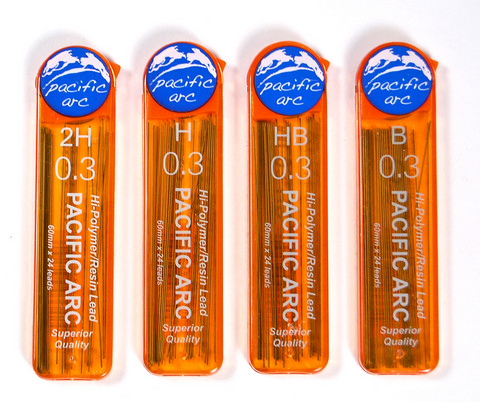 pacific
arc
2H
0.3
Hi-Polymer/Resin Lead
PACIFIC ARC
60mm x 24 leads
Superior
Quality
pacific
arc
H
0.3
Hi-Polymer/Resin Lead
PACIFIC ARC
60mm x 24 leads
Superior
Quality
pacific
arc
HB
0.3
Hi-Polymer/Resin Lead
PACIFIC ARC
60mm x 24 leads
Superior
Quality
pacific
arc
B
0.3
Hi-Polymer/Resin Lead
PACIFIC ARC
60mm x 24 leads
Superior
Quality